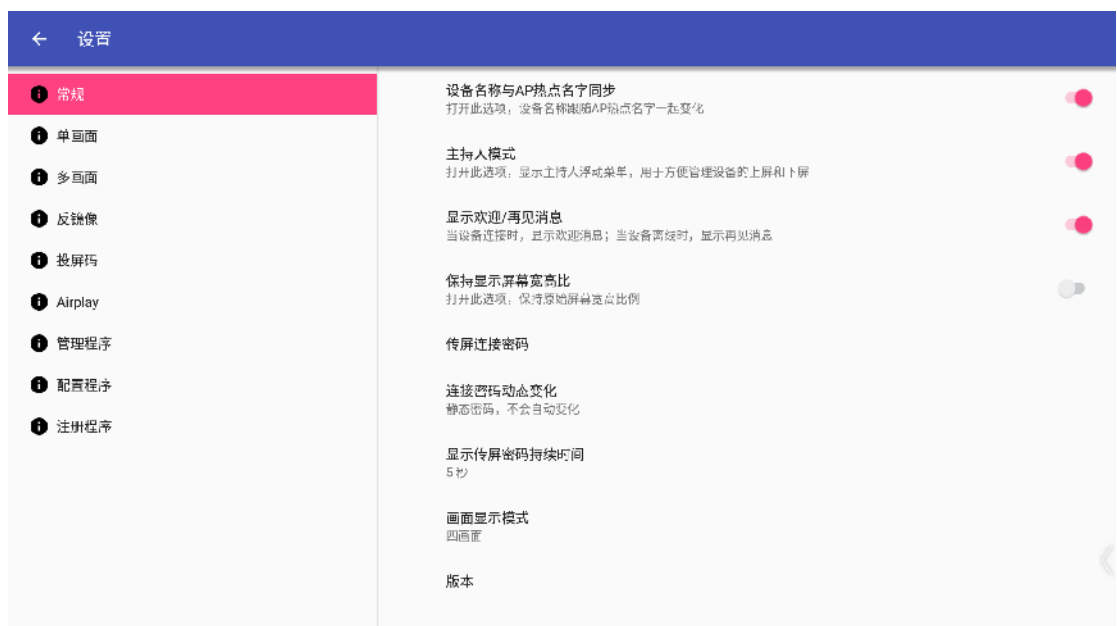 设置
常规
单画面
多画面
反镜像
投屏码
Airplay
管理程序
配置程序
注册程序
设备名称与AP热点名字同步
打开此选项，设备名称跟随AP热点名字一起变化
主持人模式
打开此选项，显示主持人浮动菜单，用于方便管理设备的上屏和下屏
显示欢迎/再见消息
当设备连接时，显示欢迎消息；当设备离线时，显示再见消息
保持显示屏幕宽高比
打开此选项，保持原始屏幕宽高比例
传屏连接密码
连接密码动态变化
静态密码，不会自动变化
显示传屏密码持续时间
5 秒
画面显示模式
四画面
版本